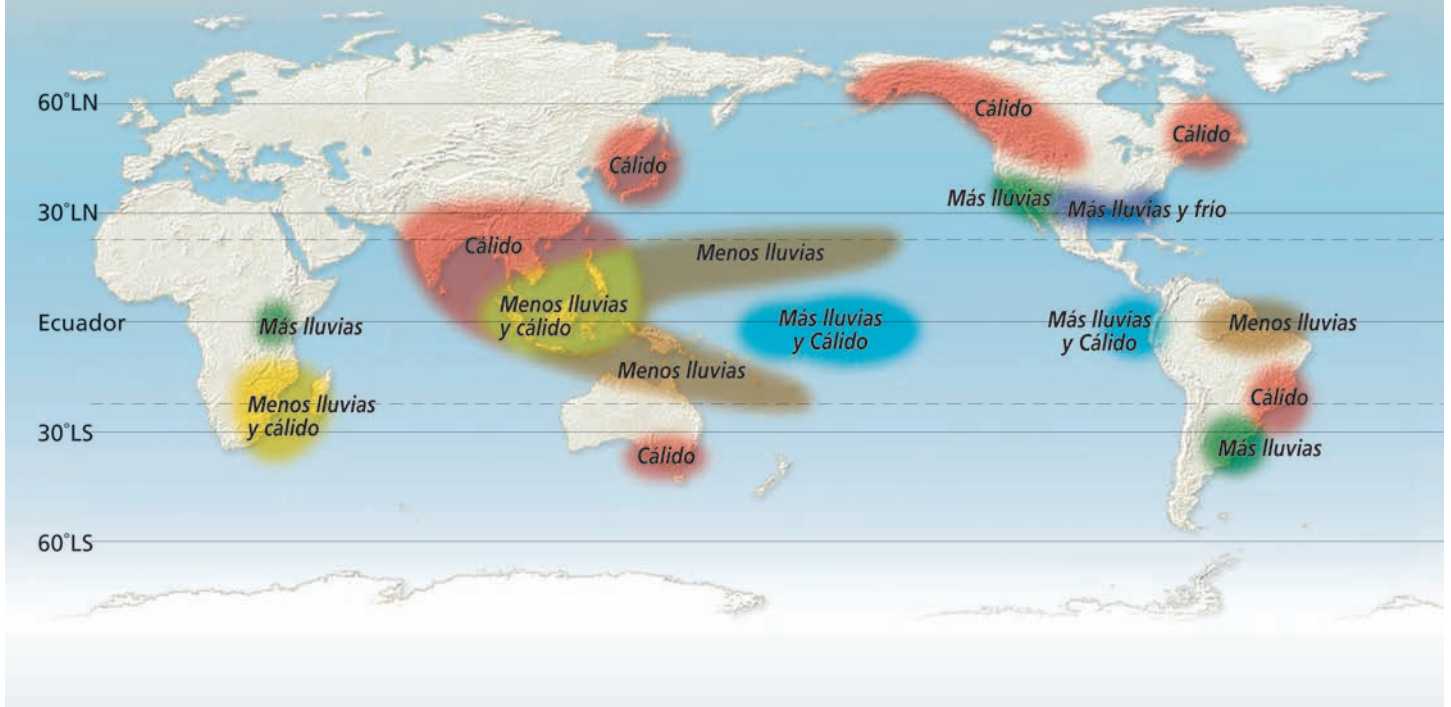 60°LN
Cálido
Cálido
Cálido
Más lluvias
Más lluvias y frío
30°LN
Cálido
Menos lluvias
Menos lluvias
y cálido
Ecuador
Más lluvias
Más lluvias
y Cálido
Más lluvias
y Cálido
Menos lluvias
Menos lluvias
Menos lluvias
y cálido
Cálido
30°LS
Cálido
Más lluvias
60°LS